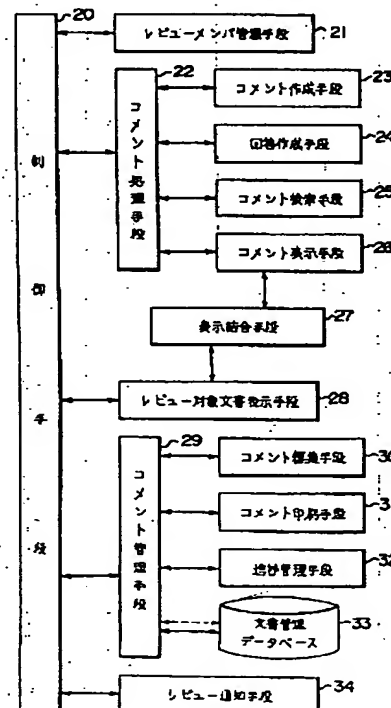 20
制御手段
レビューメンバ管理手段
21
22
コメント処理手段
コメント作成手段
23
回答作成手段
24
コメント検索手段
25
コメント表示手段
26
表示結合手段
27
レビュー対象文書表示手段
28
29
コメント管理手段
コメント編集手段
30
コメント印刷手段
31
進捗管理手段
32
文書管理
データベース
33
レビュー通知手段
34